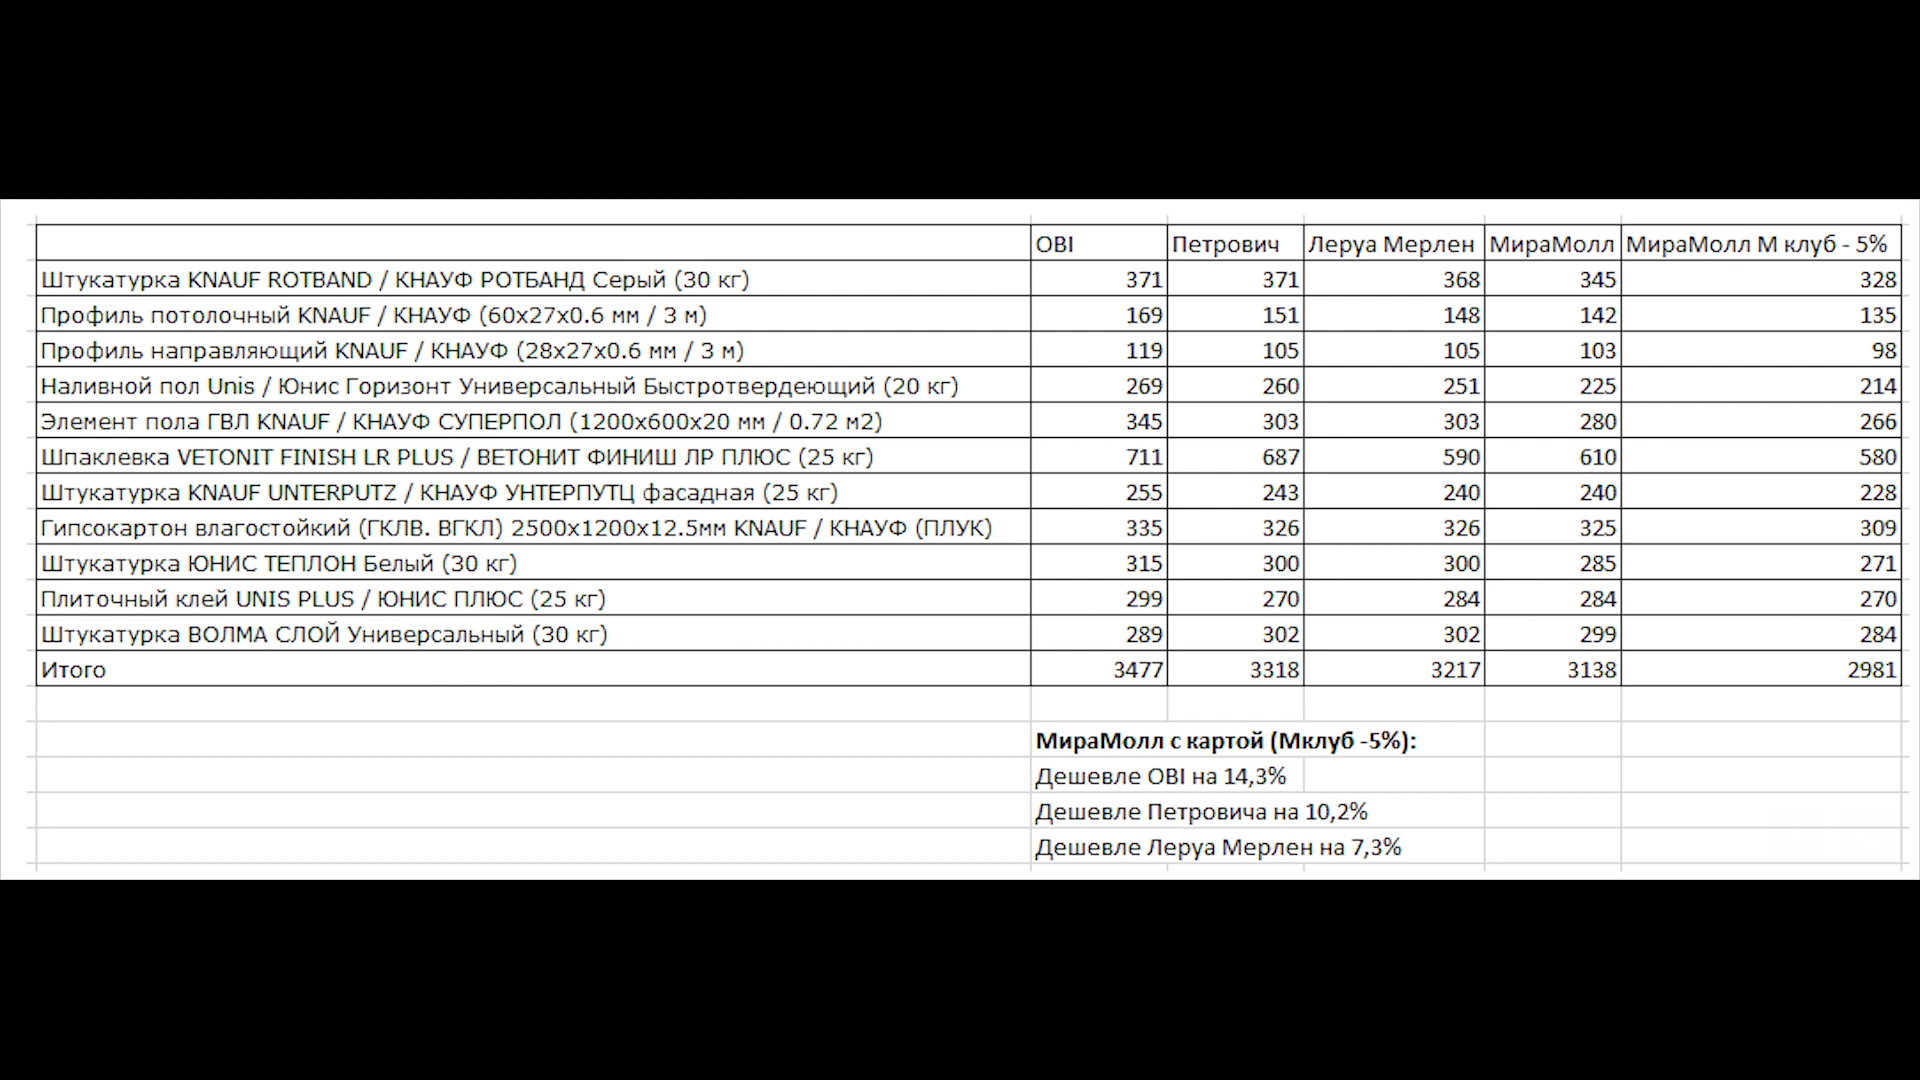 OBI Петрович Леруа Мерлен МираМолл МираМолл М клуб - 5%
Штукатурка KNAUF ROTBAND / КНАУФ РОТБАНД Серый (30 кг) 371 371 368 345 328
Профиль потолочный KNAUF / КНАУФ (60х27х0.6 мм / 3 м) 169 151 148 142 135
Профиль направляющий KNAUF / КНАУФ (28х27х0.6 мм / 3 м) 119 105 105 103 98
Наливной пол Unis / Юнис Горизонт Универсальный Быстротвердеющий (20 кг) 269 260 251 225 214
Элемент пола ГВЛ KNAUF / КНАУФ СУПЕРПОЛ (1200х600х20 мм / 0.72 м2) 345 303 303 280 266
Шпаклевка VETONIT FINISH LR PLUS / ВЕТОНИТ ФИНИШ ЛР ПЛЮС (25 кг) 711 687 590 610 580
Штукатурка KNAUF UNTERPUTZ / КНАУФ УНТЕРПУТЦ фасадная (25 кг) 255 243 240 240 228
Гипсокартон влагостойкий (ГКЛВ. ВГКЛ) 2500х1200х12.5мм KNAUF / КНАУФ (ПЛУК) 335 326 326 325 309
Штукатурка ЮНИС ТЕПЛОН Белый (30 кг) 315 300 300 285 271
Плиточный клей UNIS PLUS / ЮНИС ПЛЮС (25 кг) 299 270 284 284 270
Штукатурка ВОЛМА СЛОЙ Универсальный (30 кг) 289 302 302 299 284
Итого 3477 3318 3217 3138 2981
МираМолл с картой (Мклуб -5%):
Дешевле OBI на 14,3%
Дешевле Петровича на 10,2%
Дешевле Леруа Мерлен на 7,3%